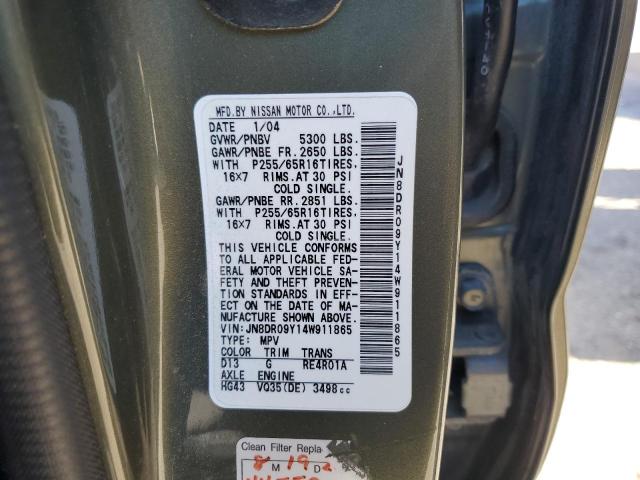 MFD.BY NISSAN MOTOR CO.,LTD.
DATE 1/04
GVWR/PNBV 5300 LBS.
GAWR/PNBE FR. 2650 LBS.
WITH P255/65R16TIRES.
16X7 RIMS.AT 30 PSI
COLD SINGLE.
GAWR/PNBE RR. 2851 LBS.
WITH P255/65R16TIRES.
16X7 RIMS.AT 30 PSI
COLD SINGLE.
THIS VEHICLE CONFORMS
TO ALL APPLICABLE FED-
ERAL MOTOR VEHICLE SA-
FETY AND THEFT PREVEN-
TION STANDARDS IN EFF-
ECT ON THE DATE OF MA-
NUFACTURE SHOWN ABOVE.
VIN: JN8DR09Y14W911865
TYPE: MPV
COLOR TRIM TRANS
D13 G RE4R01A
AXLE ENGINE
HG43 VQ35(DE) 3498cc
JN8DR09Y14W911865
Clean Filter Repla
8 M 19 D 2